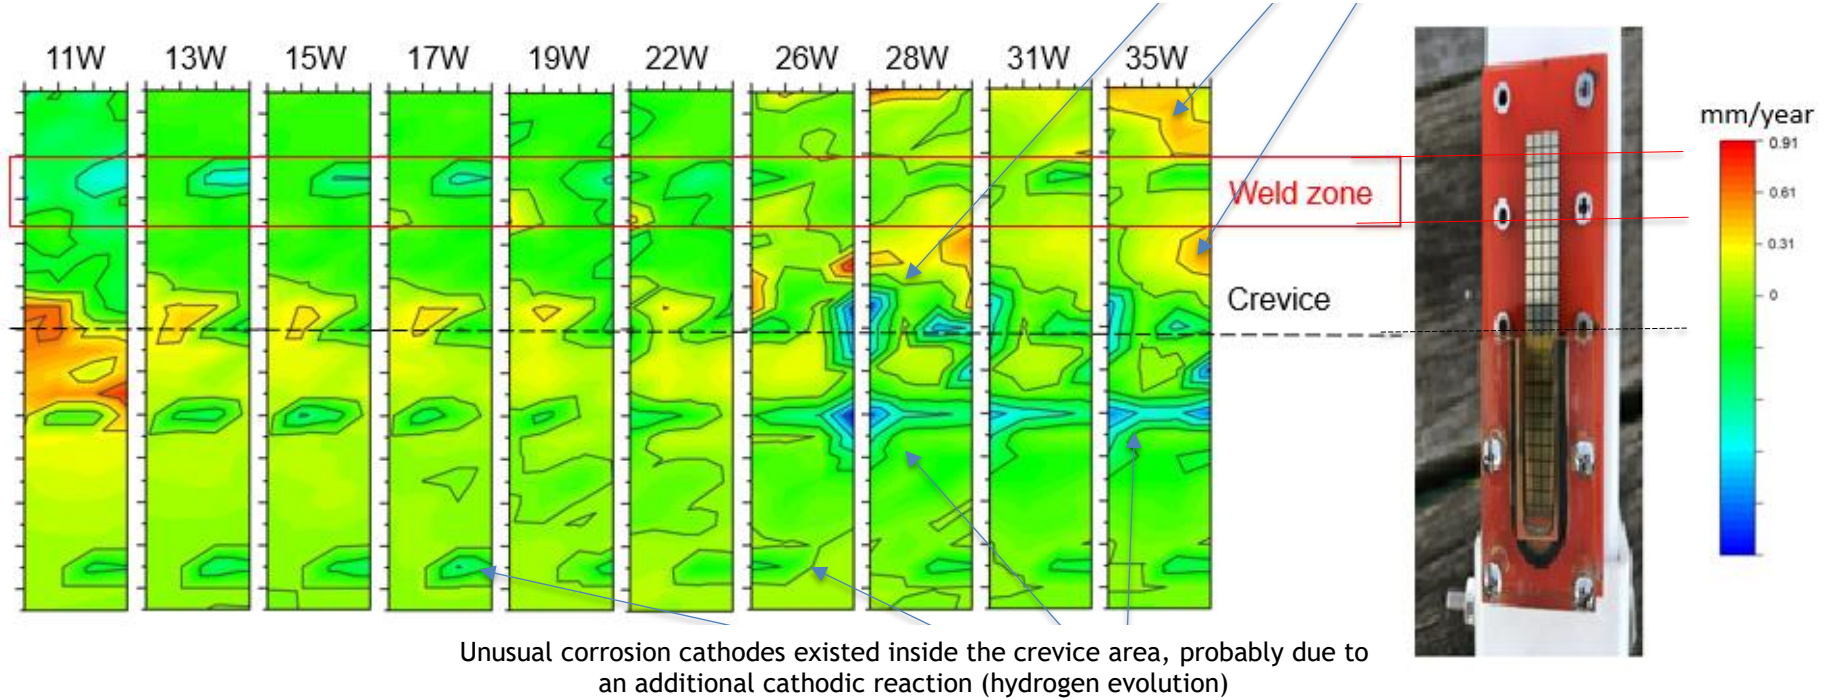 11W 13W 15W 17W 19W 22W 26W 28W 31W 35W
mm/year
0.91
0.61
0.31
0
Weld zone
Crevice
Unusual corrosion cathodes existed inside the crevice area, probably due to
an additional cathodic reaction (hydrogen evolution)